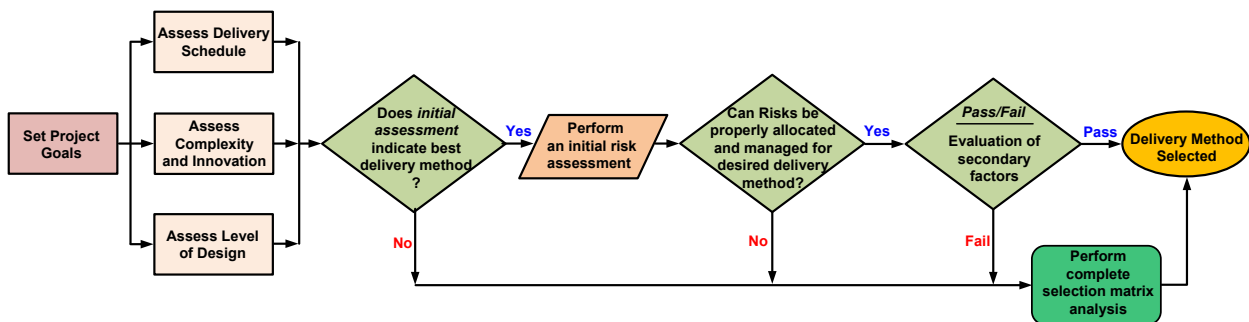 Set Project
Goals
Assess Delivery
Schedule
Assess
Complexity
and Innovation
Assess Level
of Design
Does initial
assessment
indicate best
delivery method
?
Yes
No
Perform
an initial risk
assessment
Can Risks be
properly allocated
and managed for
desired delivery
method?
Yes
No
Pass/Fail
Evaluation of
secondary
factors
Pass
Fail
Delivery Method
Selected
Perform
complete
selection matrix
analysis